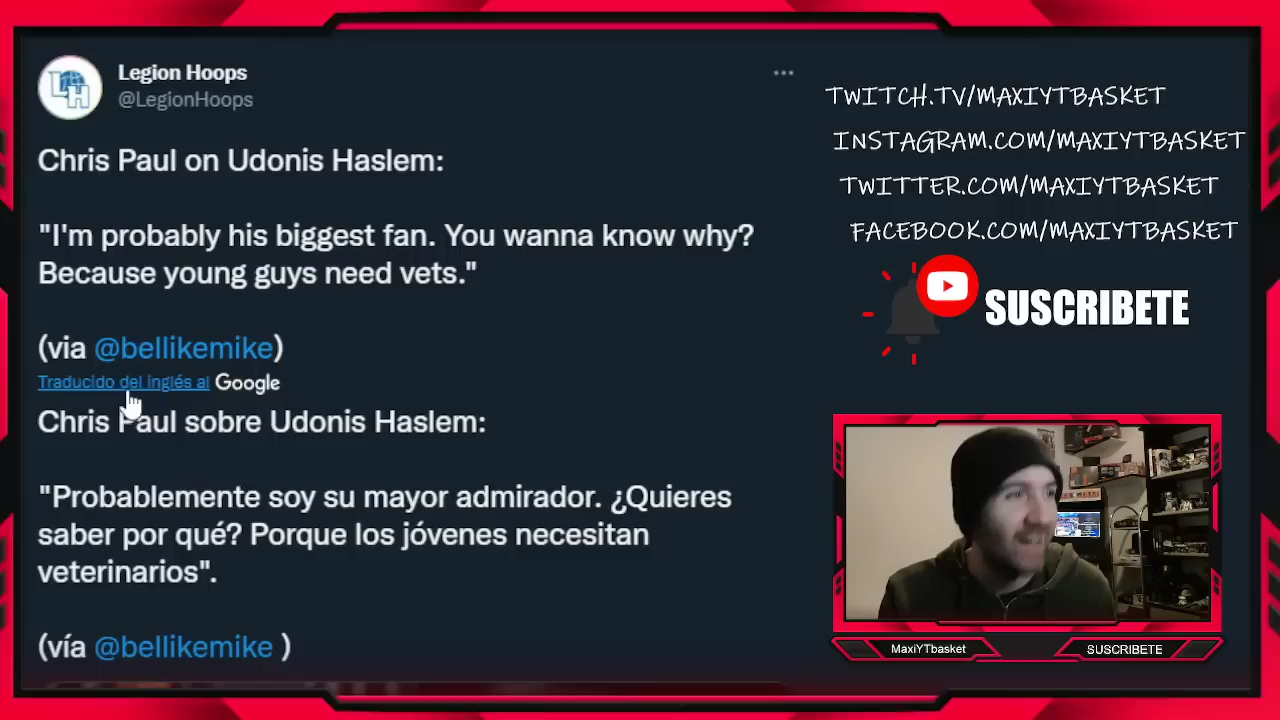 Legion Hoops
@LegionHoops
Chris Paul on Udonis Haslem:
"I'm probably his biggest fan. You wanna know why?
Because young guys need vets."
(via @bellikemike)
Traducido del inglés al Google
Chris Paul sobre Udonis Haslem:
"Probablemente soy su mayor admirador. ¿Quieres
saber por qué? Porque los jóvenes necesitan
veterinarios".
(vía @bellikemike )
TWITCH.TV/MAXIYTBASKET
INSTAGRAM.COM/MAXIYTBASKET
TWITTER.COM/MAXIYTBASKET
FACEBOOK.COM/MAXIYTBASKET
SUSCRIBETE
MaxiYTbasket
SUSCRIBETE